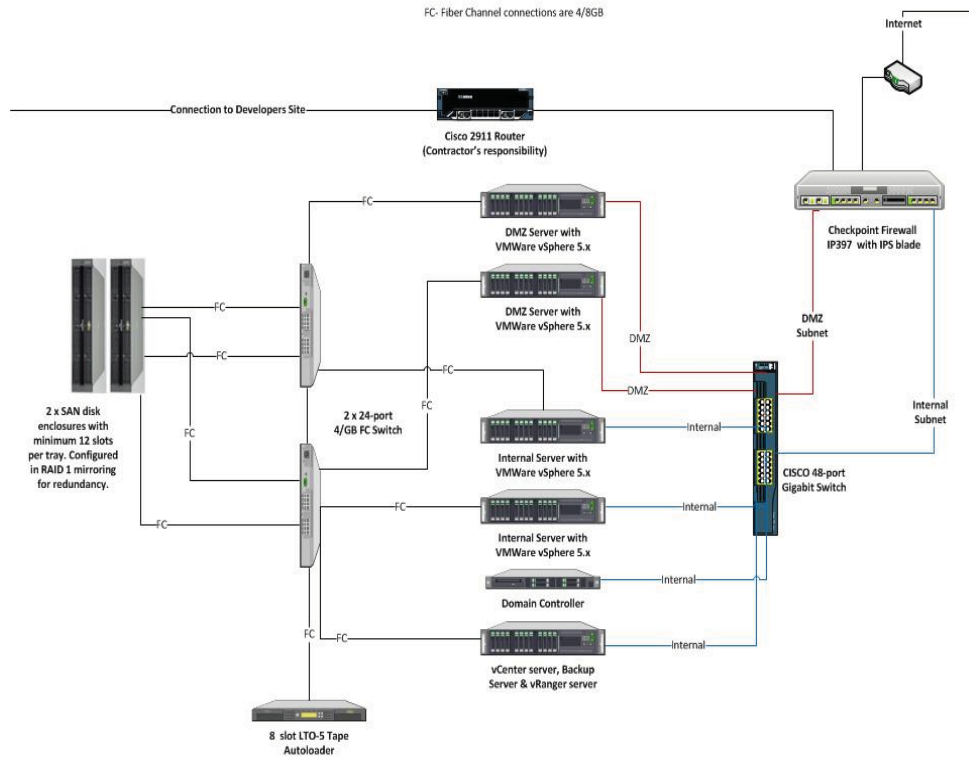 FC- Fiber Channel connections are 4/8GB
Internet
Connection to Developers Site
Cisco 2911 Router
(Contractor's responsibility)
FC
DMZ Server with
VMWare vSphere 5.x
Checkpoint Firewall
IP397 with IPS blade
DMZ Server with
VMWare vSphere 5.x
FC
DMZ
Subnet
DMZ
FC
FC
DMZ
2 x SAN disk
enclosures with
minimum 12 slots
per tray. Configured
in RAID 1 mirroring
for redundancy.
FC
2 x 24-port
4/GB FC Switch
FC
Internal
Internal
Subnet
Internal Server with
VMWare vSphere 5.x
CISCO 48-port
Gigabit Switch
FC
FC
Internal
Internal Server with
VMWare vSphere 5.x
Internal
Domain Controller
FC
FC
Internal
vCenter server, Backup
Server & vRanger server
8 slot LTO-5 Tape
Autoloader